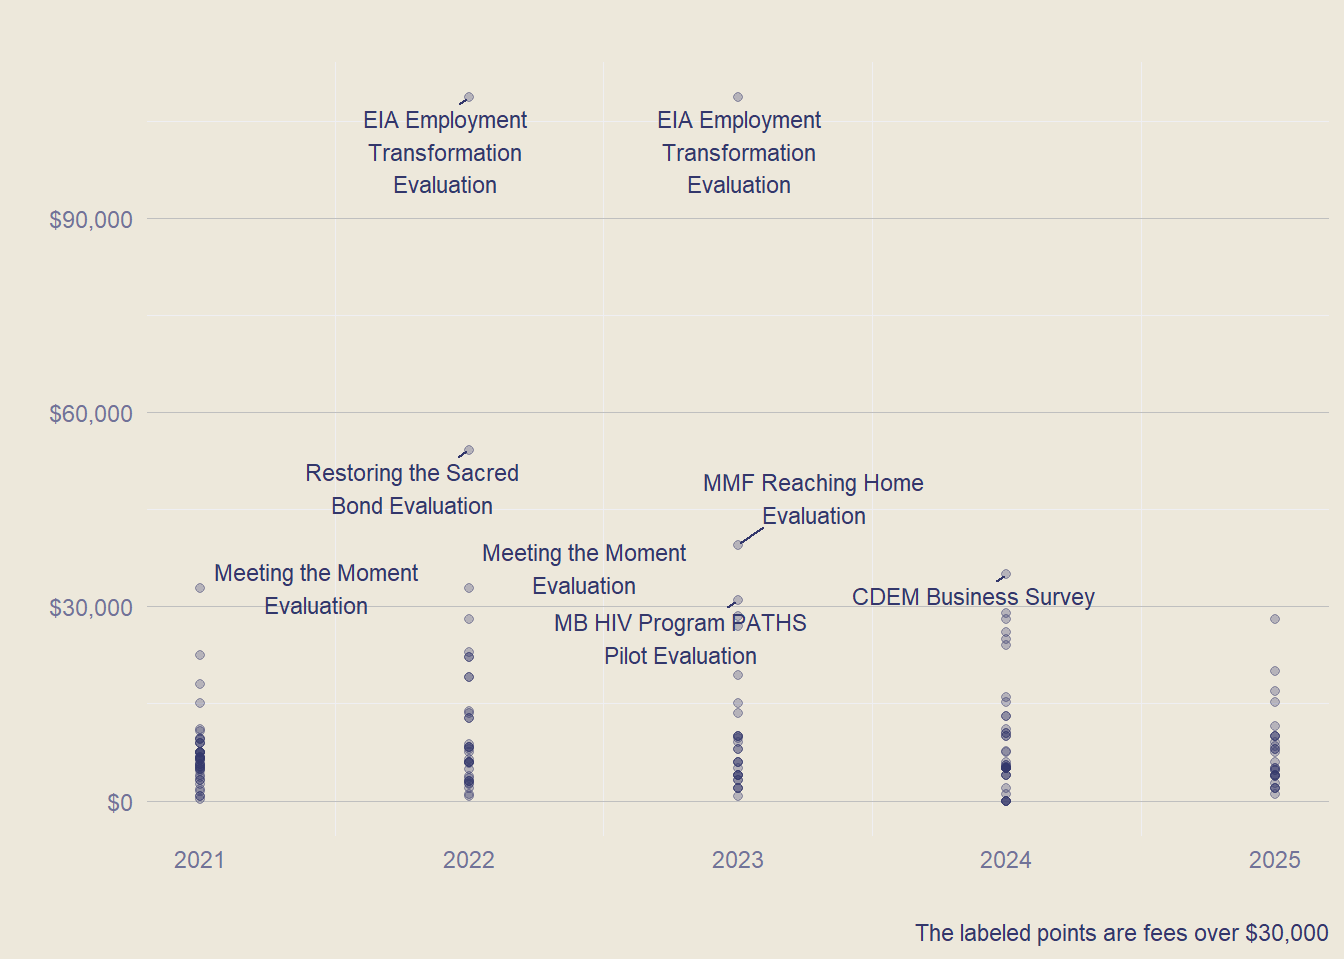 EIA Employment
Transformation
Evaluation
EIA Employment
Transformation
Evaluation
$90,000
$60,000
Restoring the Sacred
Bond Evaluation
MMF Reaching Home
Evaluation
Meeting the Moment
Evaluation
Meeting the Moment
Evaluation
CDEM Business Survey
$30,000
MB HIV Program PATHS
Pilot Evaluation
$0
2021
2022
2023
2024
2025
The labeled points are fees over $30,000